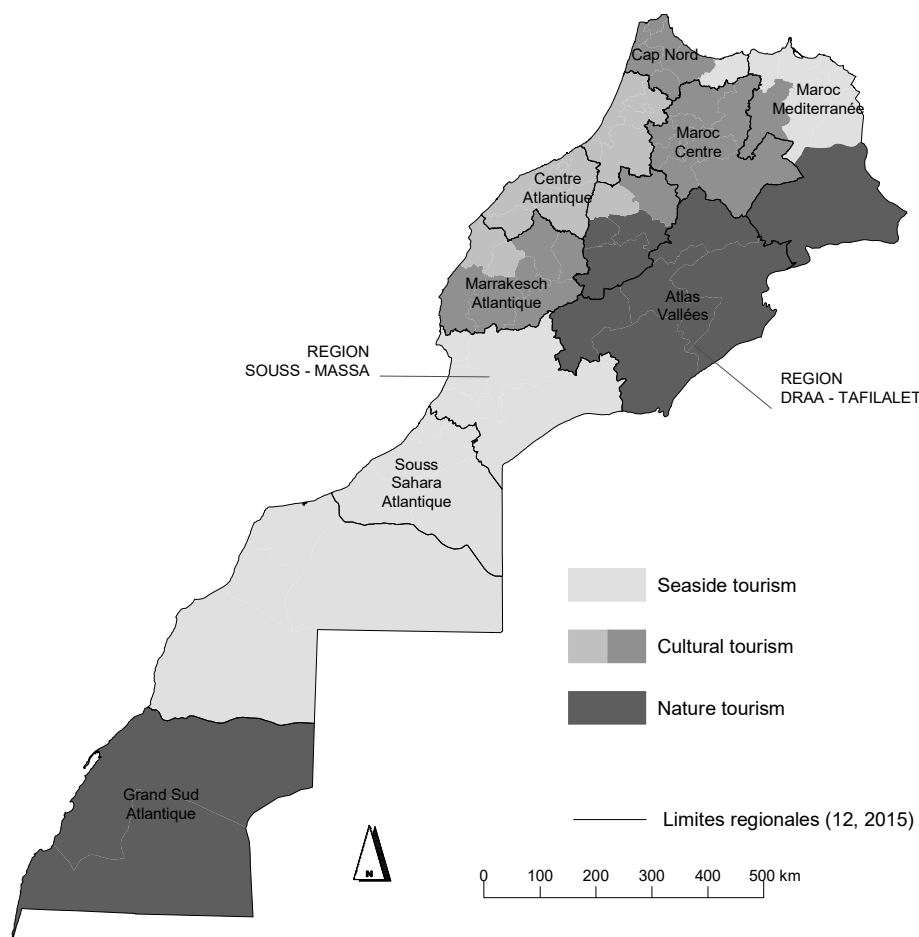 Cap Nord
Maroc
Mediterranée
Maroc
Centre
Centre
Atlantique
Marrakesch
Atlantique
Atlas
Vallées
REGION
SOUSS - MASSA
REGION
DRAA - TAFILALET
Souss
Sahara
Atlantique
Seaside tourism
Cultural tourism
Nature tourism
Grand Sud
Atlantique
Limites regionales (12, 2015)
N
0 100 200 300 400 500 km